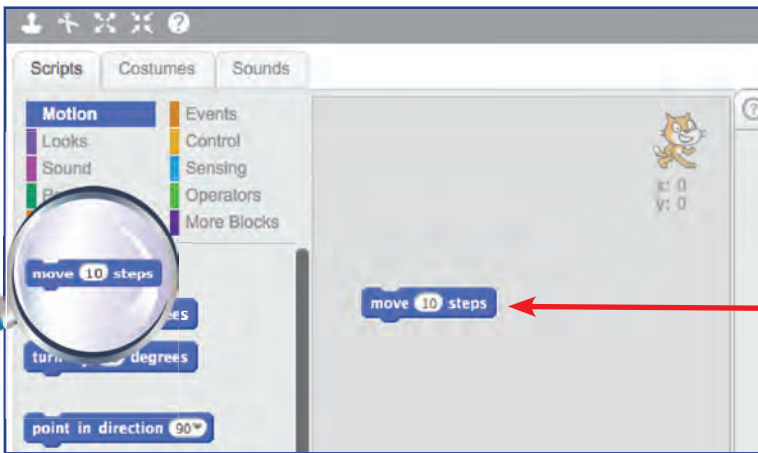 Scripts Costumes Sounds
Motion Events
Looks Control
Sound Sensing
Operators
More Blocks
x: 0
y: 0
move 10 steps
move 10 steps
turn degrees
point in direction 90